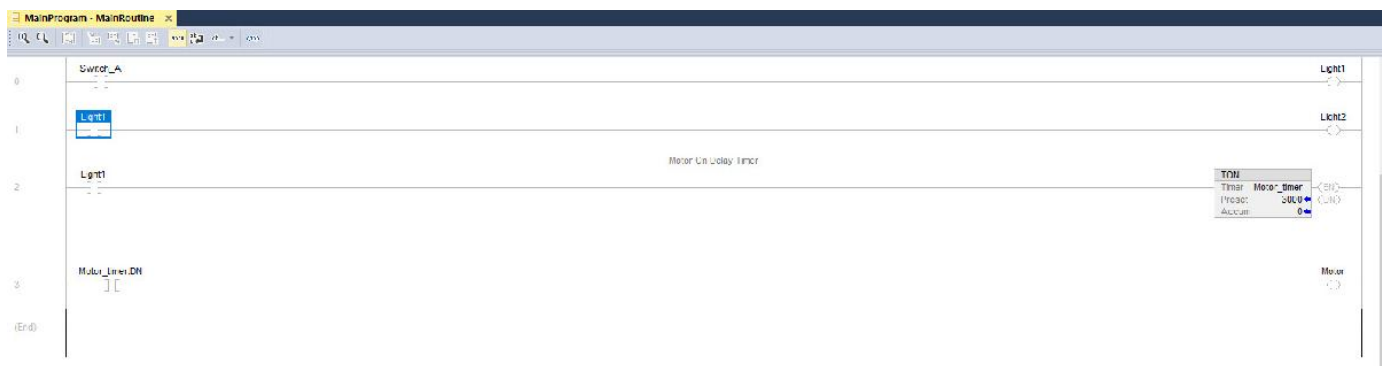 MainProgram - MainRoutine
Switch_A Light1
0
Light1 Light2
1
Motor On Delay Timer
Light1
TON
2
Timer Motor_timer EN
Preset 3000 DN
Accum 0
Motor_timer.DN Motor
3
(End)